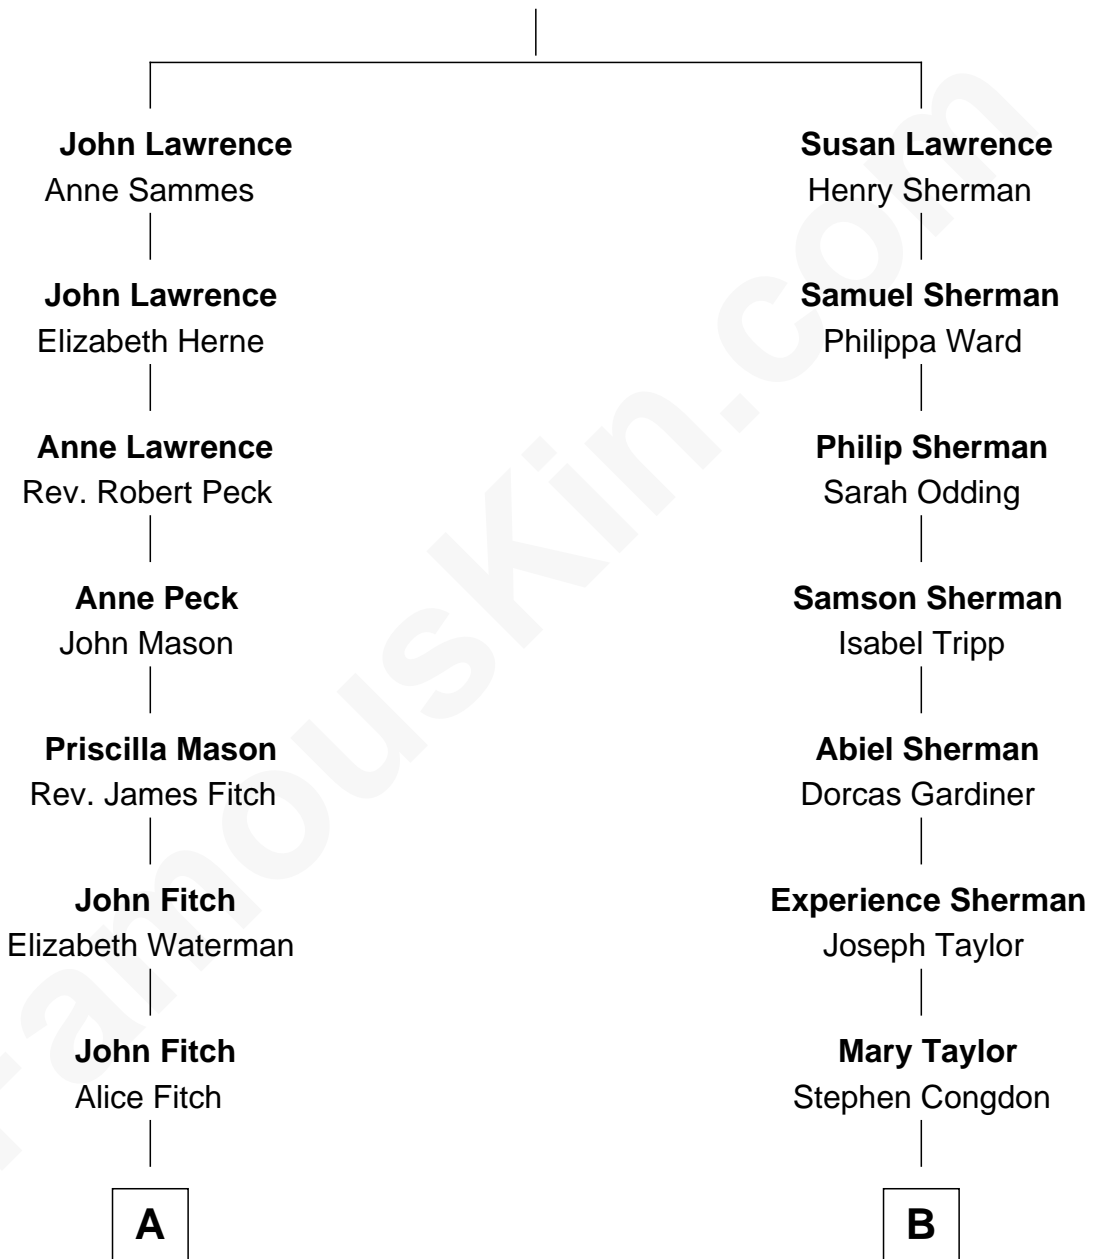 John Lawrence
Anne Sammes
John Lawrence
Elizabeth Herne
Anne Lawrence
Rev. Robert Peck
Anne Peck
John Mason
Priscilla Mason
Rev. James Fitch
John Fitch
Elizabeth Waterman
John Fitch
Alice Fitch
A
Susan Lawrence
Henry Sherman
Samuel Sherman
Philippa Ward
Philip Sherman
Sarah Odding
Samson Sherman
Isabel Tripp
Abiel Sherman
Dorcas Gardiner
Experience Sherman
Joseph Taylor
Mary Taylor
Stephen Congdon
B
FamousKin.com